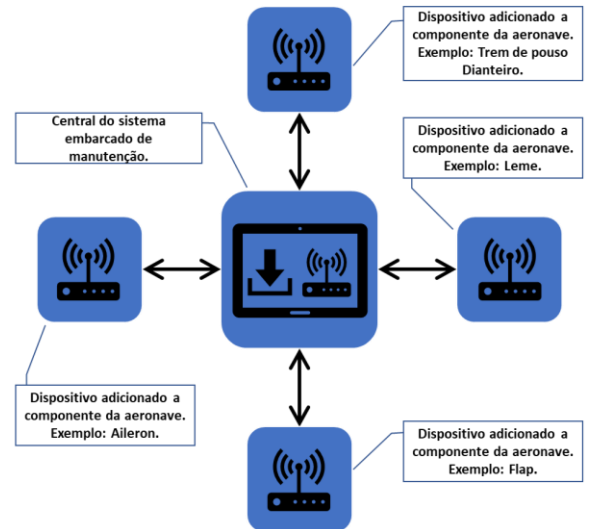 Dispositivo adicionado a
componente da aeronave.
Exemplo: Trem de pouso
Dianteiro.
Central do sistema
embarcado de
manutenção.
Dispositivo adicionado a
componente da aeronave.
Exemplo: Leme.
Dispositivo adicionado a
componente da aeronave.
Exemplo: Aileron.
Dispositivo adicionado a
componente da aeronave.
Exemplo: Flap.